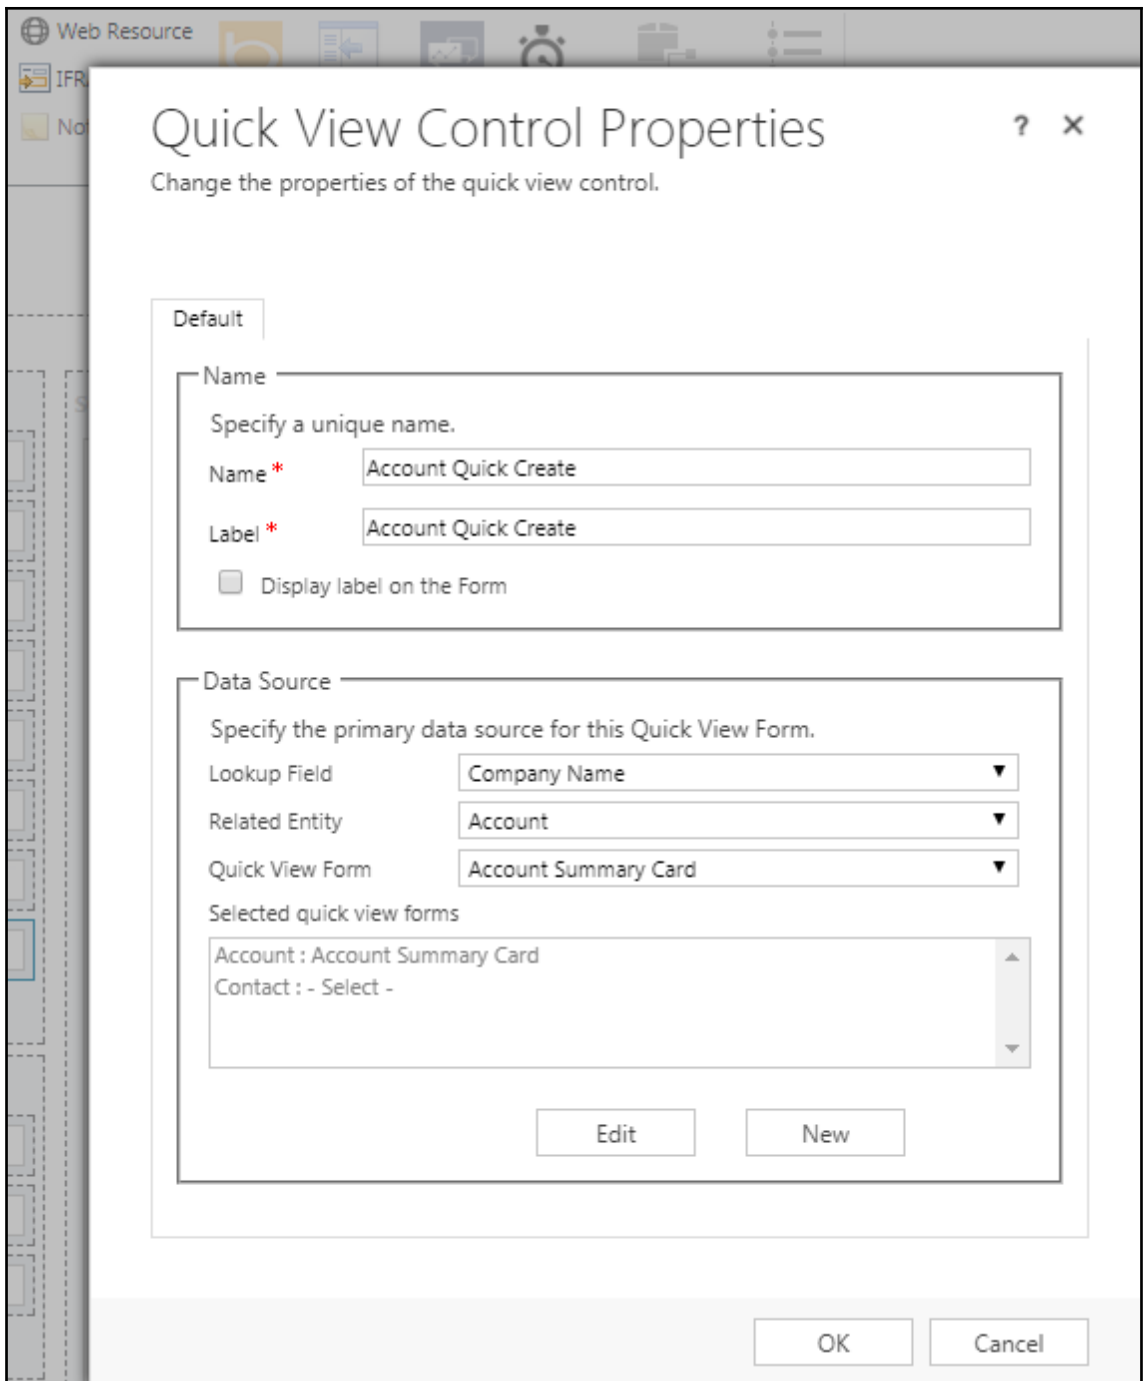 Web Resource
IFR
No
Quick View Control Properties
? ×
Change the properties of the quick view control.
Default
Name
Specify a unique name.
Name *
Account Quick Create
Label *
Account Quick Create
Display label on the Form
Data Source
Specify the primary data source for this Quick View Form.
Lookup Field
Company Name
Related Entity
Account
Quick View Form
Account Summary Card
Selected quick view forms
Account : Account Summary Card
Contact : - Select -
Edit
New
OK
Cancel